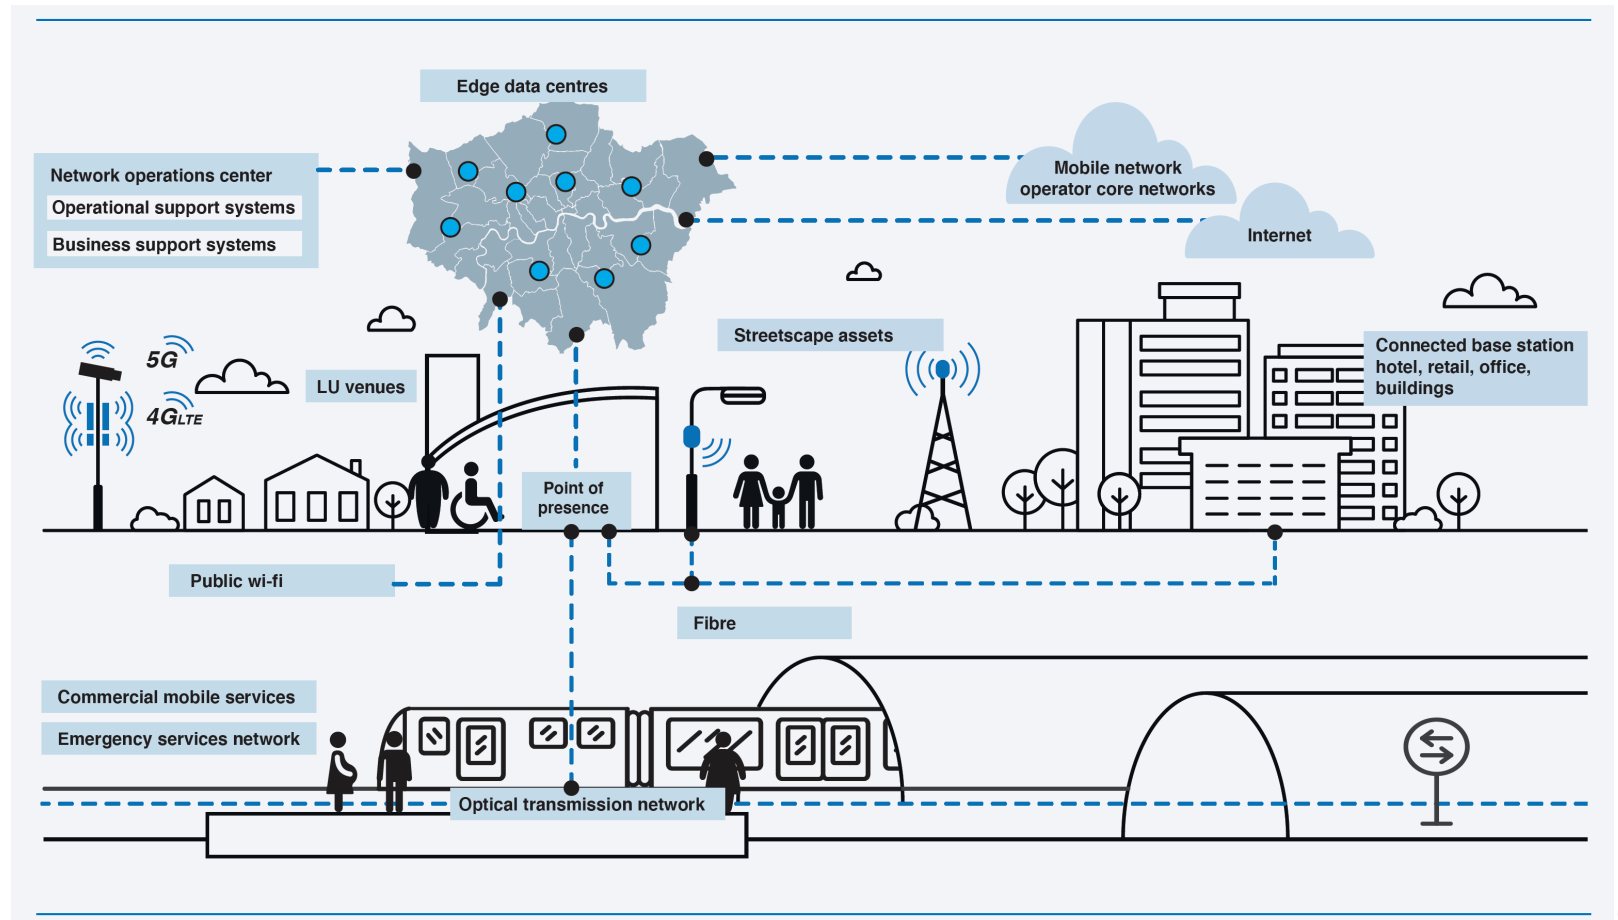 Edge data centres
Network operations center
Operational support systems
Business support systems
Mobile network
operator core networks
Internet
Streetscape assets
Connected base station
hotel, retail, office,
buildings
5G
4GLTE
LU venues
Point of
presence
Public wi-fi
Fibre
Commercial mobile services
Emergency services network
Optical transmission network